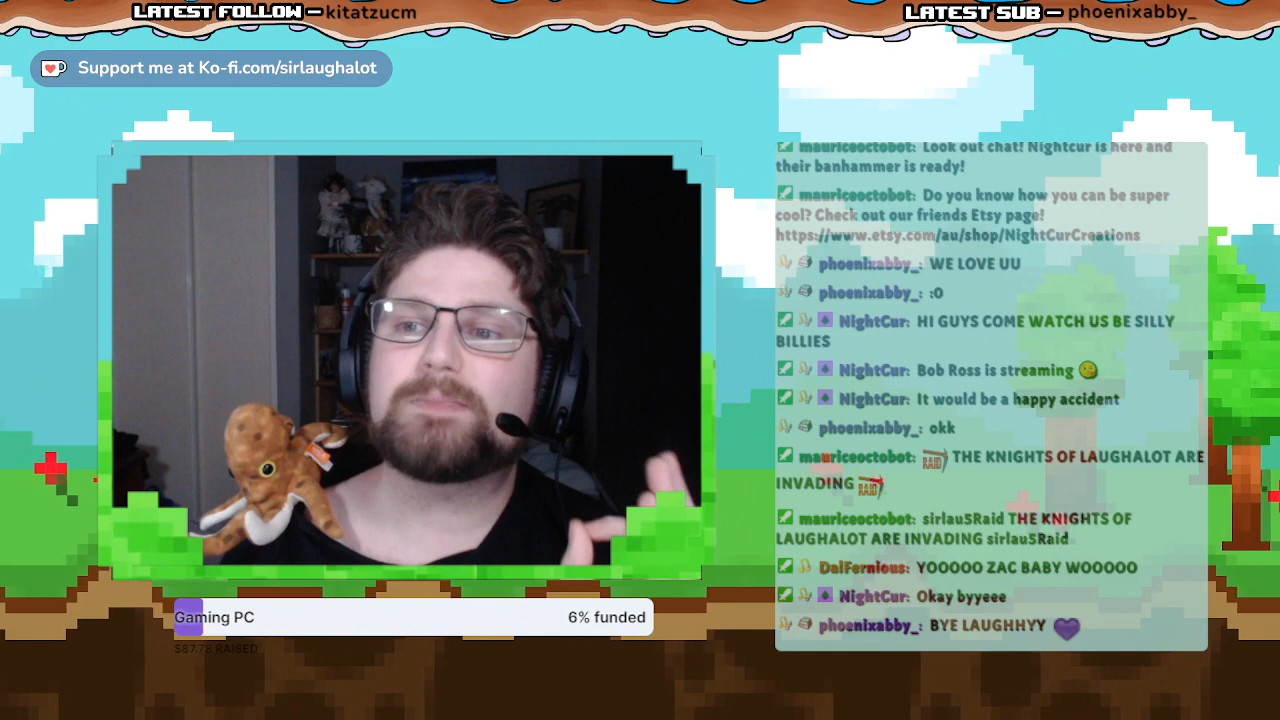 LATEST FOLLOW – kitatzucm
LATEST SUB – phoenixabby_
Support me at Ko-fi.com/sirlaughalot
mauriceoctobot: Look out chat! Nightcur is here and
their banhammer is ready!
mauriceoctobot: Do you know how you can be super
cool? Check out our friends Etsy page!
https://www.etsy.com/au/shop/NightCurCreations
phoenixabby_: WE LOVE UU
phoenixabby_: :O
NightCur: HI GUYS COME WATCH US BE SILLY
BILLIES
NightCur: Bob Ross is streaming
NightCur: It would be a happy accident
phoenixabby_: okk
mauriceoctobot: RAID THE KNIGHTS OF LAUGHALOT ARE
INVADING RAID
mauriceoctobot: sirlau5Raid THE KNIGHTS OF
LAUGHALOT ARE INVADING sirlau5Raid
DalFernious: YOOOOO ZAC BABY WOOOOO
NightCur: Okay byyeee
phoenixabby_: BYE LAUGHHYY
Gaming PC 6% funded
$87.73 RAISED